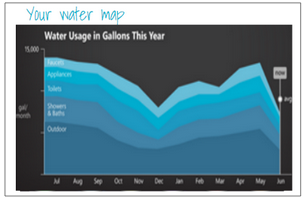 Your water map
Water Usage in Gallons This Year
15,000
now
Faucets
Appliances
avg
Toilets
gal/
month
Showers
& Baths
Outdoor
Jul Aug Sep Oct Nov Dec Jan Feb Mar Apr May Jun